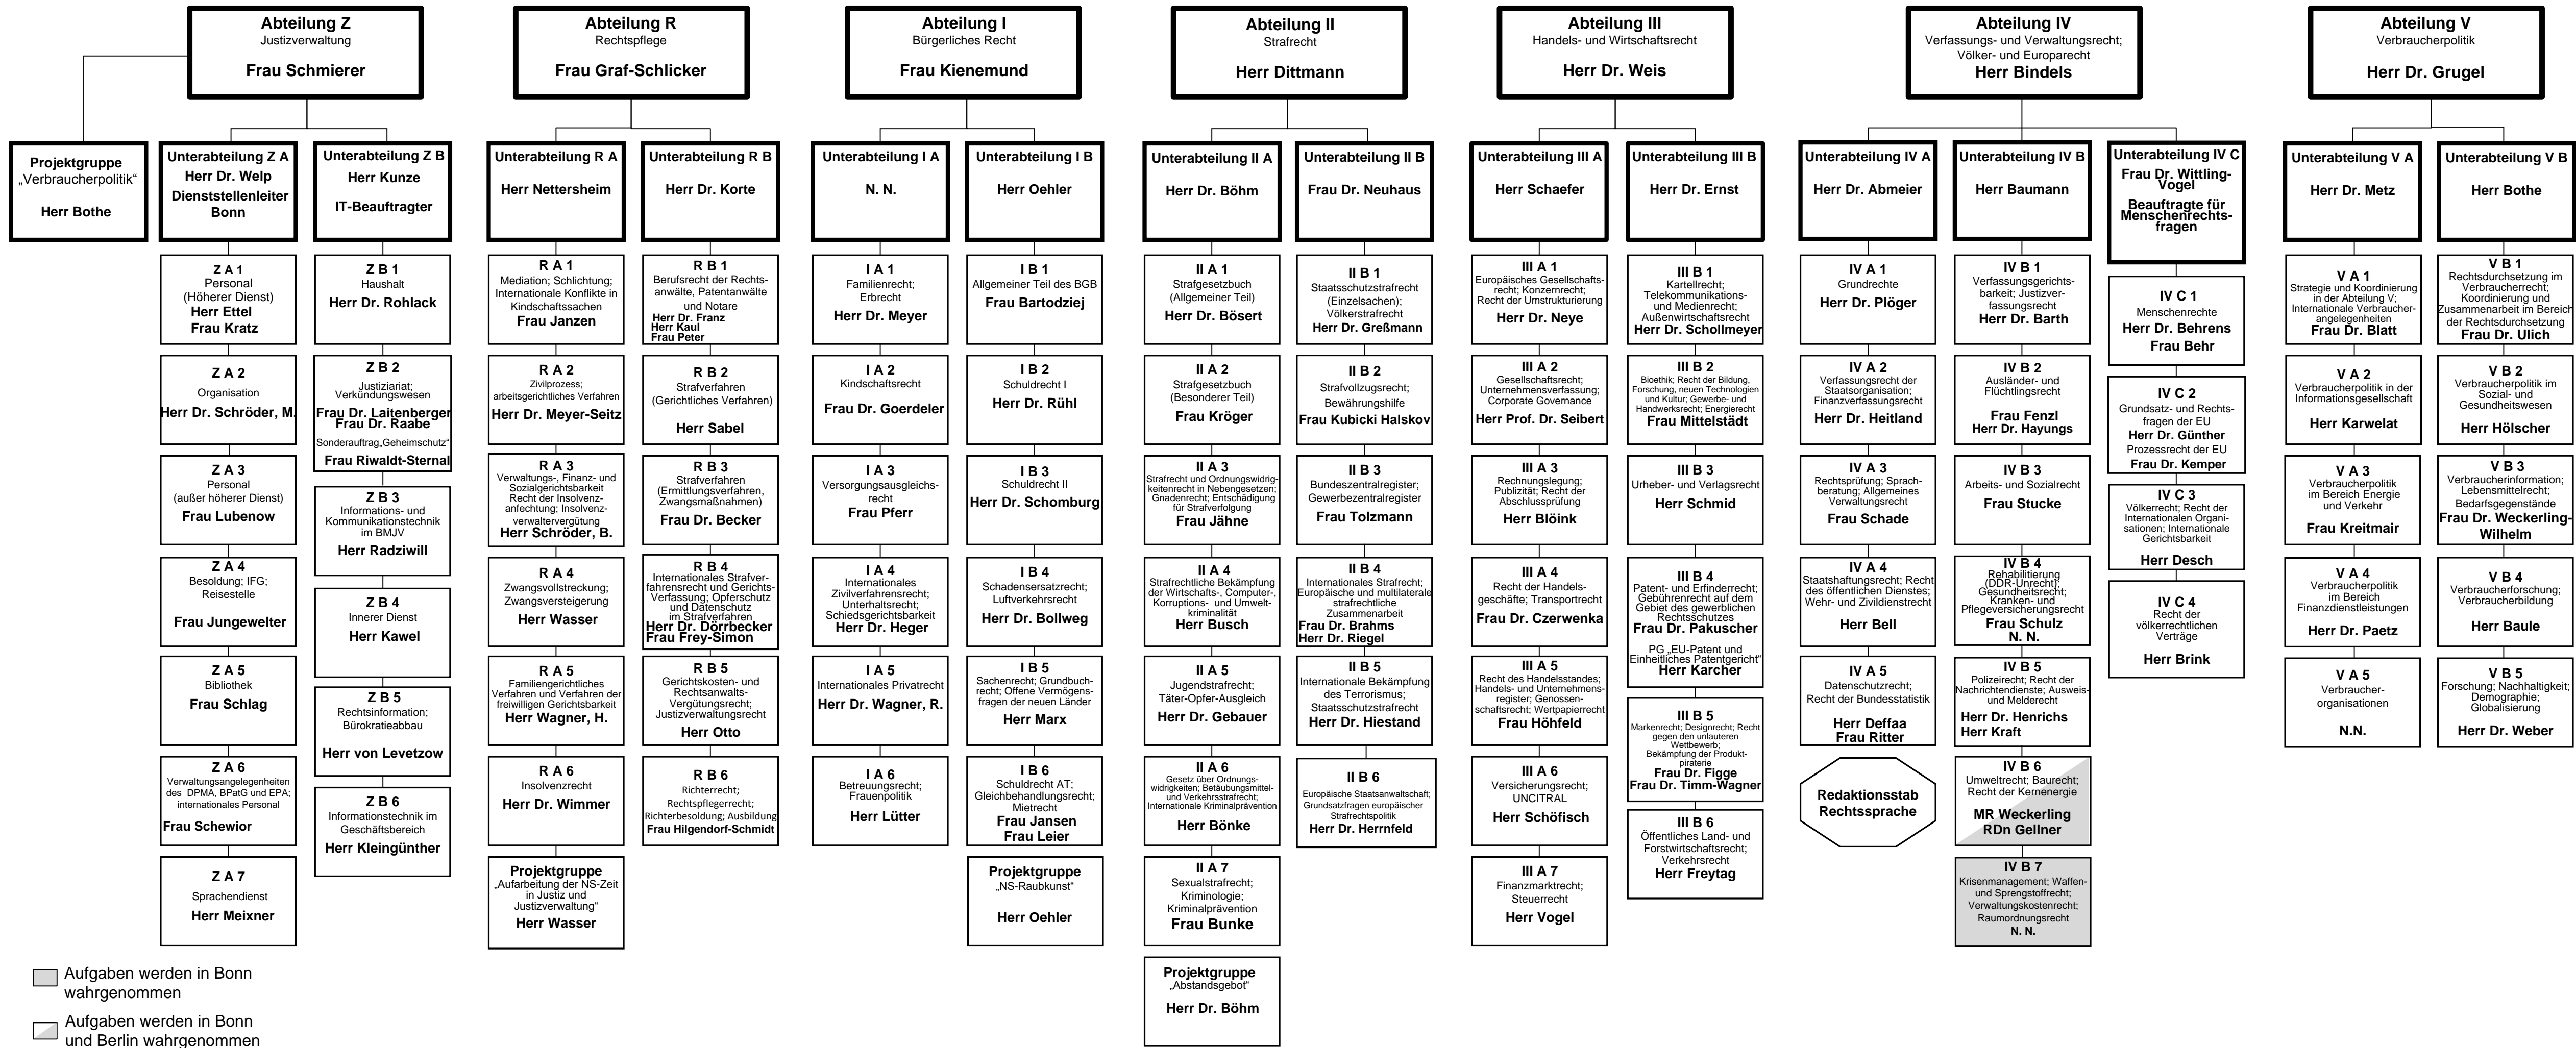 Abteilung Z
Justizverwaltung
Frau Schmierer
Projektgruppe
„Verbraucherpolitik“
Herr Bothe
Unterabteilung Z A
Herr Dr. Welp
Dienststellenleiter
Bonn
Z A 1
Personal
(Höherer Dienst)
Herr Ettel
Frau Kratz
Z A 2
Organisation
Herr Dr. Schröder, M.
Z A 3
Personal
(außer höherer Dienst)
Frau Lubenow
Z A 4
Besoldung; IFG;
Reisestelle
Frau Jungewelter
Z A 5
Bibliothek
Frau Schlag
Z A 6
Verwaltungsangelegenheiten
des DPMA, BPatG und EPA;
internationales Personal
Frau Schewior
Z A 7
Sprachendienst
Herr Meixner
Unterabteilung Z B
Herr Kunze
IT-Beauftragter
Z B 1
Haushalt
Herr Dr. Rohlack
Z B 2
Justiziariat;
Verkündungswesen
Frau Dr. Laitenberger
Frau Dr. Raabe
Sonderauftrag„Geheimschutz“
Frau Riwaldt-Sternal
Z B 3
Informations- und
Kommunikationstechnik
im BMJV
Herr Radziwill
Z B 4
Innerer Dienst
Herr Kawel
Z B 5
Rechtsinformation;
Bürokratieabbau
Herr von Levetzow
Z B 6
Informationstechnik im
Geschäftsbereich
Herr Kleingünther
Abteilung R
Rechtspflege
Frau Graf-Schlicker
Unterabteilung R A
Herr Nettersheim
R A 1
Mediation; Schlichtung;
Internationale Konflikte in
Kindschaftssachen
Frau Janzen
R A 2
Zivilprozess;
arbeitsgerichtliches Verfahren
Herr Dr. Meyer-Seitz
R A 3
Verwaltungs-, Finanz- und
Sozialgerichtsbarkeit
Recht der Insolvenz-
anfechtung; Insolvenz-
verwaltervergütung
Herr Schröder, B.
R A 4
Zwangsvollstreckung;
Zwangsversteigerung
Herr Wasser
R A 5
Familiengerichtliches
Verfahren und Verfahren der
freiwilligen Gerichtsbarkeit
Herr Wagner, H.
R A 6
Insolvenzrecht
Herr Dr. Wimmer
Projektgruppe
„Aufarbeitung der NS-Zeit
in Justiz und
Justizverwaltung“
Herr Wasser
Unterabteilung R B
Herr Dr. Korte
R B 1
Berufsrecht der Rechts-
anwälte, Patentanwälte
und Notare
Herr Dr. Franz
Herr Kaul
Frau Peter
R B 2
Strafverfahren
(Gerichtliches Verfahren)
Herr Sabel
R B 3
Strafverfahren
(Ermittlungsverfahren,
Zwangsmaßnahmen)
Frau Dr. Becker
R B 4
Internationales Strafver-
fahrensrecht und Gerichts-
Verfassung; Opferschutz
und Datenschutz
im Strafverfahren
Herr Dr. Dörrbecker
Frau Frey-Simon
R B 5
Gerichtskosten- und
Rechtsanwalts-
Vergütungsrecht;
Justizverwaltungsrecht
Herr Otto
R B 6
Richterrecht;
Rechtspflegerrecht;
Richterbesoldung; Ausbildung
Frau Hilgendorf-Schmidt
Abteilung I
Bürgerliches Recht
Frau Kienemund
Unterabteilung I A
N. N.
I A 1
Familienrecht;
Erbrecht
Herr Dr. Meyer
I A 2
Kindschaftsrecht
Frau Dr. Goerdeler
I A 3
Versorgungsausgleichs-
recht
Frau Pferr
I A 4
Internationales
Zivilverfahrensrecht;
Unterhaltsrecht;
Schiedsgerichtsbarkeit
Herr Dr. Heger
I A 5
Internationales Privatrecht
Herr Dr. Wagner, R.
I A 6
Betreuungsrecht;
Frauenpolitik
Herr Lütter
Unterabteilung I B
Herr Oehler
I B 1
Allgemeiner Teil des BGB
Frau Bartodziej
I B 2
Schuldrecht I
Herr Dr. Rühl
I B 3
Schuldrecht II
Herr Dr. Schomburg
I B 4
Schadensersatzrecht;
Luftverkehrsrecht
Herr Dr. Bollweg
I B 5
Sachenrecht; Grundbuch-
recht; Offene Vermögens-
fragen der neuen Länder
Herr Marx
I B 6
Schuldrecht AT;
Gleichbehandlungsrecht;
Mietrecht
Frau Jansen
Frau Leier
Projektgruppe
„NS-Raubkunst“
Herr Oehler
Abteilung II
Strafrecht
Herr Dittmann
Unterabteilung II A
Herr Dr. Böhm
II A 1
Strafgesetzbuch
(Allgemeiner Teil)
Herr Dr. Bösert
II A 2
Strafgesetzbuch
(Besonderer Teil)
Frau Kröger
II A 3
Strafrecht und Ordnungswidrig-
keitenrecht in Nebengesetzen;
Gnadenrecht; Entschädigung
für Strafverfolgung
Frau Jähne
II A 4
Strafrechtliche Bekämpfung
der Wirtschafts-, Computer-,
Korruptions- und Umwelt-
kriminalität
Herr Busch
II A 5
Jugendstrafrecht;
Täter-Opfer-Ausgleich
Herr Dr. Gebauer
II A 6
Gesetz über Ordnungs-
widrigkeiten; Betäubungsmittel-
und Verkehrsstrafrecht;
Internationale Kriminalprävention
Herr Bönke
II A 7
Sexualstrafrecht;
Kriminologie;
Kriminalprävention
Frau Bunke
Projektgruppe
„Abstandsgebot“
Herr Dr. Böhm
Unterabteilung II B
Frau Dr. Neuhaus
II B 1
Staatsschutzstrafrecht
(Einzelsachen);
Völkerstrafrecht
Herr Dr. Greßmann
II B 2
Strafvollzugsrecht;
Bewährungshilfe
Frau Kubicki Halskov
II B 3
Bundeszentralregister;
Gewerbezentralregister
Frau Tolzmann
II B 4
Internationales Strafrecht;
Europäische und multilaterale
strafrechtliche
Zusammenarbeit
Frau Dr. Brahms
Herr Dr. Riegel
II B 5
Internationale Bekämpfung
des Terrorismus;
Staatsschutzstrafrecht
Herr Dr. Hiestand
II B 6
Europäische Staatsanwaltschaft;
Grundsatzfragen europäischer
Strafrechtspolitik
Herr Dr. Herrnfeld
Abteilung III
Handels- und Wirtschaftsrecht
Herr Dr. Weis
Unterabteilung III A
Herr Schaefer
III A 1
Europäisches Gesellschafts-
recht; Konzernrecht;
Recht der Umstrukturierung
Herr Dr. Neye
III A 2
Gesellschaftsrecht;
Unternehmensverfassung;
Corporate Governance
Herr Prof. Dr. Seibert
III A 3
Rechnungslegung;
Publizität; Recht der
Abschlussprüfung
Herr Blöink
III A 4
Recht der Handels-
geschäfte; Transportrecht
Frau Dr. Czerwenka
III A 5
Recht des Handelsstandes;
Handels- und Unternehmens-
register; Genossen-
schaftsrecht; Wertpapierrecht
Frau Höhfeld
III A 6
Versicherungsrecht;
UNCITRAL
Herr Schöfisch
III A 7
Finanzmarktrecht;
Steuerrecht
Herr Vogel
Unterabteilung III B
Herr Dr. Ernst
III B 1
Kartellrecht;
Telekommunikations-
und Medienrecht;
Außenwirtschaftsrecht
Herr Dr. Schollmeyer
III B 2
Bioethik; Recht der Bildung,
Forschung, neuen Technologien
und Kultur; Gewerbe- und
Handwerksrecht; Energierecht
Frau Mittelstädt
III B 3
Urheber- und Verlagsrecht
Herr Schmid
III B 4
Patent- und Erfinderrecht;
Gebührenrecht auf dem
Gebiet des gewerblichen
Rechtsschutzes
Frau Dr. Pakuscher
PG „EU-Patent und
Einheitliches Patentgericht“
Herr Karcher
III B 5
Markenrecht; Designrecht; Recht
gegen den unlauteren
Wettbewerb;
Bekämpfung der Produkt-
piraterie
Frau Dr. Figge
Frau Dr. Timm-Wagner
III B 6
Öffentliches Land- und
Forstwirtschaftsrecht;
Verkehrsrecht
Herr Freytag
Abteilung IV
Verfassungs- und Verwaltungsrecht;
Völker- und Europarecht
Herr Bindels
Unterabteilung IV A
Herr Dr. Abmeier
IV A 1
Grundrechte
Herr Dr. Plöger
IV A 2
Verfassungsrecht der
Staatsorganisation;
Finanzverfassungsrecht
Herr Dr. Heitland
IV A 3
Rechtsprüfung; Sprach-
beratung; Allgemeines
Verwaltungsrecht
Frau Schade
IV A 4
Staatshaftungsrecht; Recht
des öffentlichen Dienstes;
Wehr- und Zivildienstrecht
Herr Bell
IV A 5
Datenschutzrecht;
Recht der Bundesstatistik
Herr Deffaa
Frau Ritter
Redaktionsstab
Rechtssprache
Unterabteilung IV B
Herr Baumann
IV B 1
Verfassungsgerichts-
barkeit; Justizver-
fassungsrecht
Herr Dr. Barth
IV B 2
Ausländer- und
Flüchtlingsrecht
Frau Fenzl
Herr Dr. Hayungs
IV B 3
Arbeits- und Sozialrecht
Frau Stucke
IV B 4
Rehabilitierung
(DDR-Unrecht);
Gesundheitsrecht;
Kranken- und
Pflegeversicherungsrecht
Frau Schulz
N. N.
IV B 5
Polizeirecht; Recht der
Nachrichtendienste; Ausweis-
und Melderecht
Herr Dr. Henrichs
Herr Kraft
IV B 6
Umweltrecht; Baurecht;
Recht der Kernenergie
MR Weckerling
RDn Gellner
IV B 7
Krisenmanagement; Waffen-
und Sprengstoffrecht;
Verwaltungskostenrecht;
Raumordnungsrecht
N. N.
Unterabteilung IV C
Frau Dr. Wittling-
Vogel
Beauftragte für
Menschenrechts-
fragen
IV C 1
Menschenrechte
Herr Dr. Behrens
Frau Behr
IV C 2
Grundsatz- und Rechts-
fragen der EU
Herr Dr. Günther
Prozessrecht der EU
Frau Dr. Kemper
IV C 3
Völkerrecht; Recht der
Internationalen Organi-
sationen; Internationale
Gerichtsbarkeit
Herr Desch
IV C 4
Recht der
völkerrechtlichen
Verträge
Herr Brink
Abteilung V
Verbraucherpolitik
Herr Dr. Grugel
Unterabteilung V A
Herr Dr. Metz
V A 1
Strategie und Koordinierung
in der Abteilung V;
Internationale Verbraucher-
angelegenheiten
Frau Dr. Blatt
V A 2
Verbraucherpolitik in der
Informationsgesellschaft
Herr Karwelat
V A 3
Verbraucherpolitik
im Bereich Energie
und Verkehr
Frau Kreitmair
V A 4
Verbraucherpolitik
im Bereich
Finanzdienstleistungen
Herr Dr. Paetz
V A 5
Verbraucher-
organisationen
N.N.
Unterabteilung V B
Herr Bothe
V B 1
Rechtsdurchsetzung im
Verbraucherrecht;
Koordinierung und
Zusammenarbeit im Bereich
der Rechtsdurchsetzung
Frau Dr. Ulich
V B 2
Verbraucherpolitik im
Sozial- und
Gesundheitswesen
Herr Hölscher
V B 3
Verbraucherinformation;
Lebensmittelrecht;
Bedarfsgegenstände
Frau Dr. Weckerling-
Wilhelm
V B 4
Verbraucherforschung;
Verbraucherbildung
Herr Baule
V B 5
Forschung; Nachhaltigkeit;
Demographie;
Globalisierung
Herr Dr. Weber
Aufgaben werden in Bonn
wahrgenommen
Aufgaben werden in Bonn
und Berlin wahrgenommen